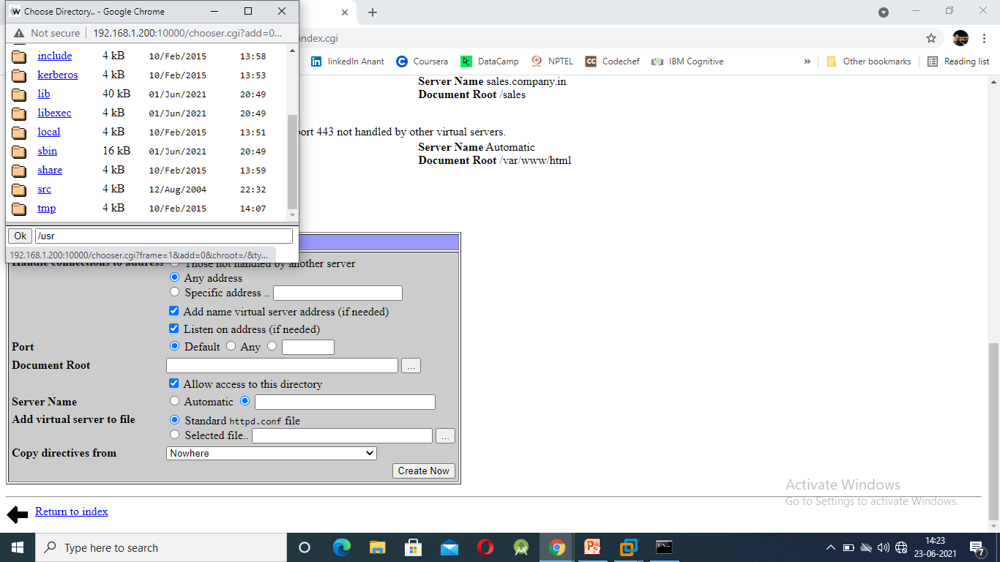 Choose Directory.. - Google Chrome
Not secure 192.168.1.200:10000/chooser.cgi?add=0...
index.cgi
linkedIn Anant Coursera DataCamp NPTEL Codechef IBM Cognitive » Other bookmarks Reading list
include 4 kB 10/Feb/2015 13:58
kerberos 4 kB 10/Feb/2015 13:53
lib 40 kB 01/Jun/2021 20:49
libexec 4 kB 01/Jun/2021 20:49
local 4 kB 10/Feb/2015 13:51
sbin 16 kB 01/Jun/2021 20:49
share 4 kB 10/Feb/2015 13:59
src 4 kB 12/Aug/2004 22:32
tmp 4 kB 10/Feb/2015 14:07
Ok /usr
192.168.1.200:10000/chooser.cgi?frame=1&add=0&chroot=/&ty...
Server Name sales.company.in
Document Root /sales
ort 443 not handled by other virtual servers.
Server Name Automatic
Document Root /var/www/html
Handle connections to address Those not handled by another server
Any address
Specific address ..
Add name virtual server address (if needed)
Listen on address (if needed)
Port Default Any
Document Root ...
Allow access to this directory
Server Name Automatic
Add virtual server to file Standard httpd.conf file
Selected file.. ...
Copy directives from Nowhere
Create Now
Return to index
Activate Windows
Go to Settings to activate Windows.
Type here to search
14:23
23-06-2021
7